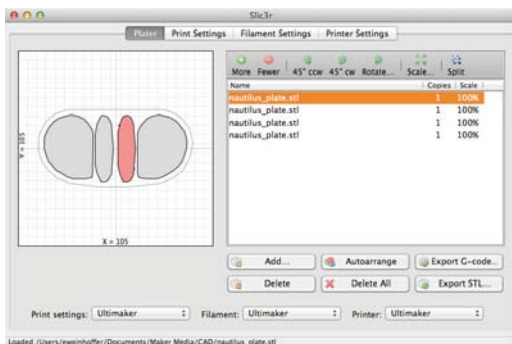 Slic3r
Plater Print Settings Filament Settings Printer Settings
More Fewer 45° ccw 45° cw Rotate... Scale... Split
Name Copies Scale
nautilus_plate.stl 1 100%
nautilus_plate.stl 1 100%
nautilus_plate.stl 1 100%
nautilus_plate.stl 1 100%
Y = 105
X = 105
Add... Autoarrange Export G-code...
Delete Delete All Export STL...
Print settings: Ultimaker Filament: Ultimaker Printer: Ultimaker
Loaded /Users/eweinhoffer/Documents/Maker Media/CAD/nautilus_plate.stl